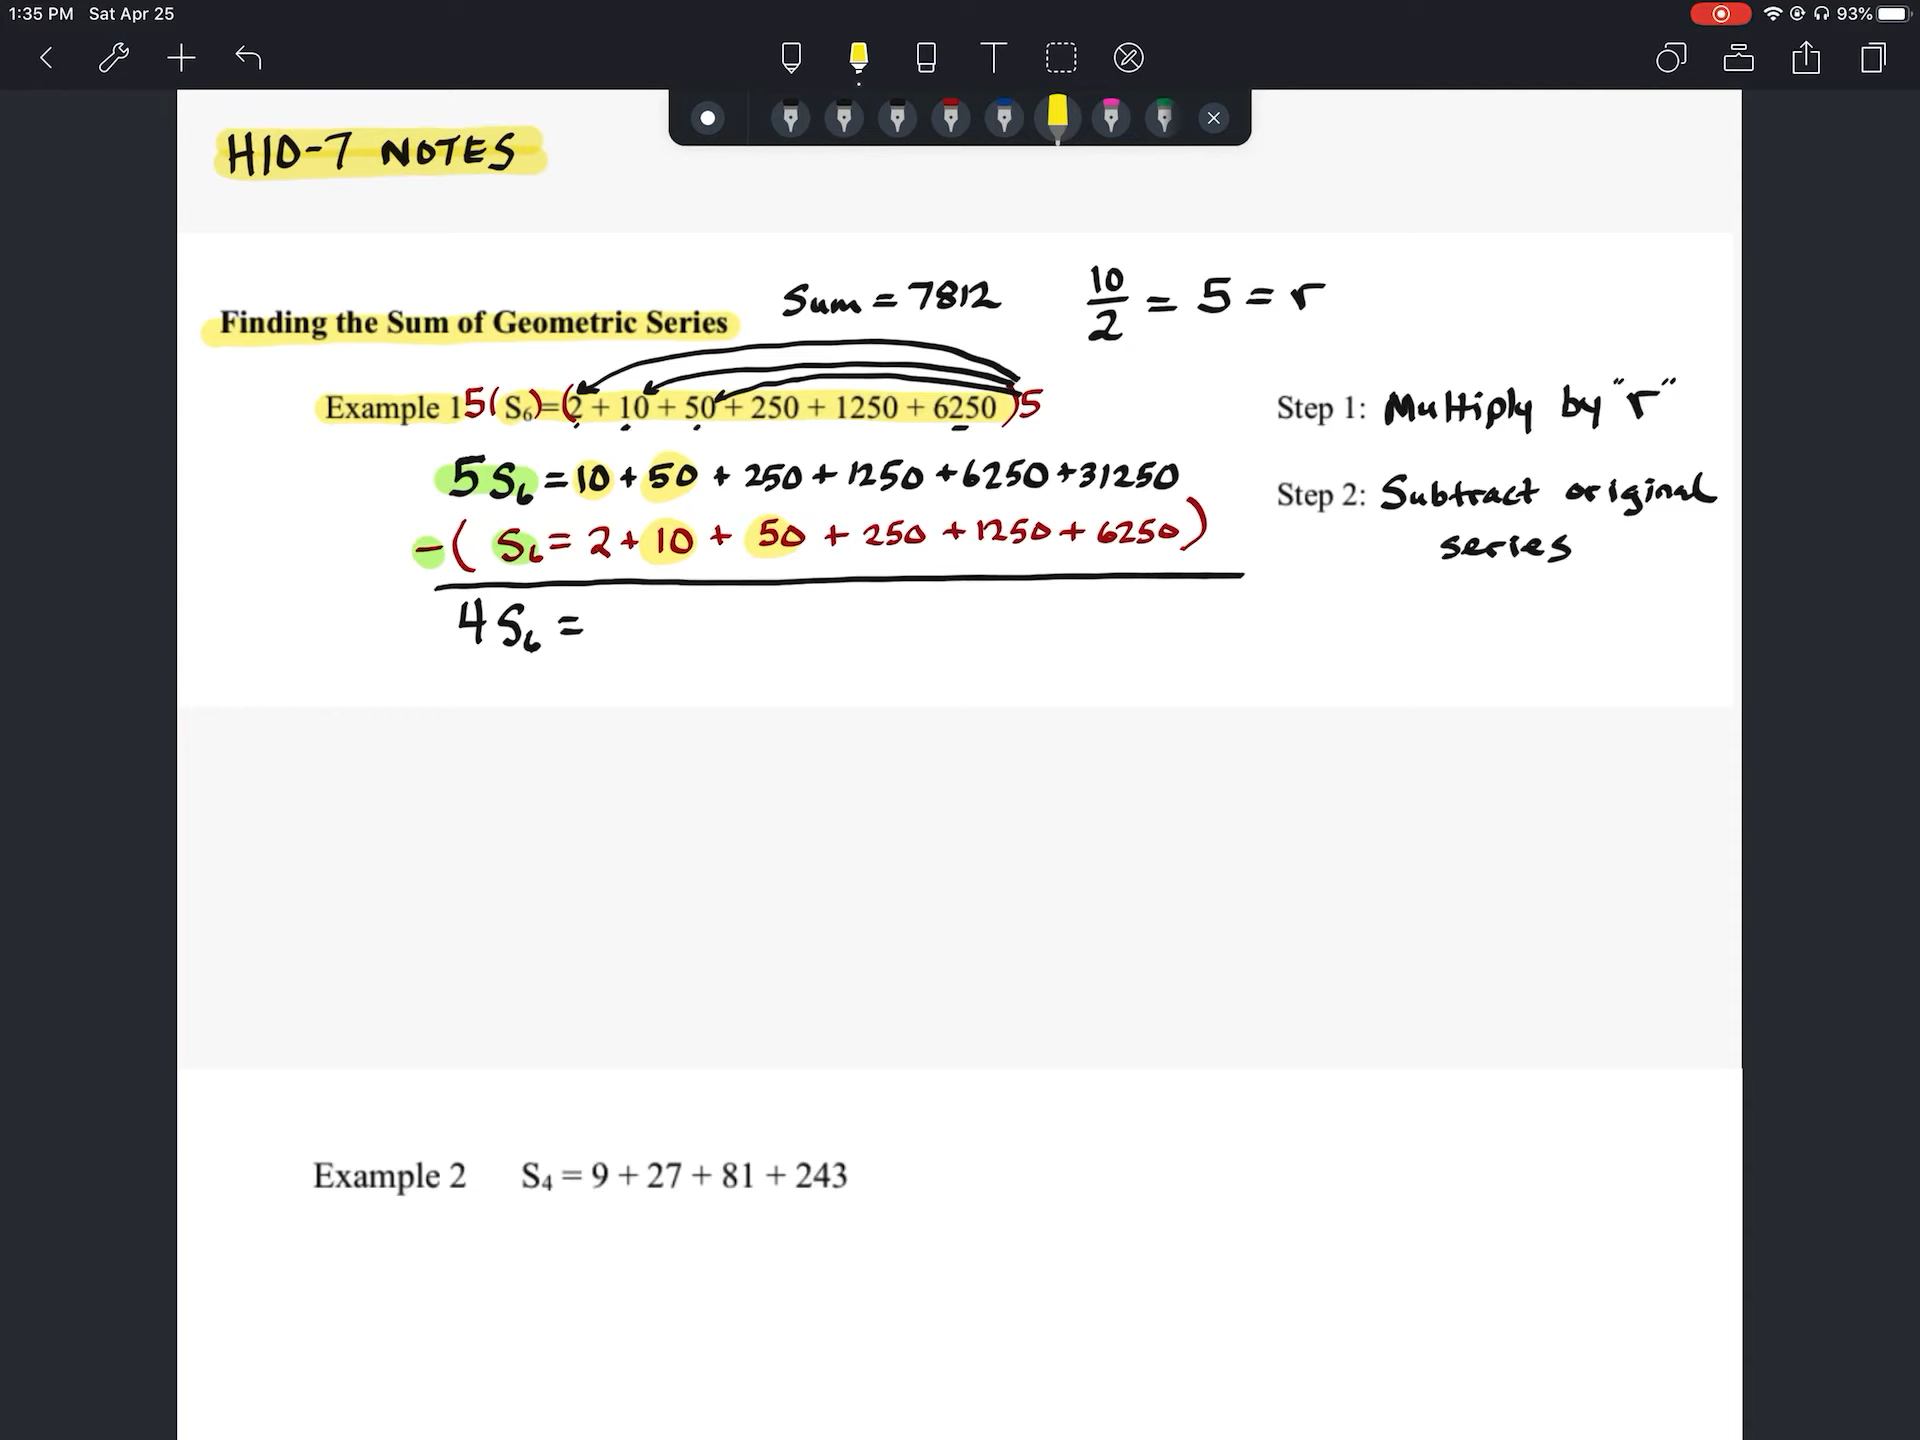 1:35 PM Sat Apr 25 93%
T
H10-7 NOTES
Sum = 7812 10/2 = 5 = r
Finding the Sum of Geometric Series
Example 1 5( S₆)=(2 + 10 + 50 + 250 + 1250 + 6250 )5
Step 1: Multiply by "r"
5S₆ = 10 + 50 + 250 + 1250 + 6250 + 31250
Step 2: Subtract original
series
-( S₆ = 2 + 10 + 50 + 250 + 1250 + 6250 )
4S₆ =
Example 2 S₄ = 9 + 27 + 81 + 243